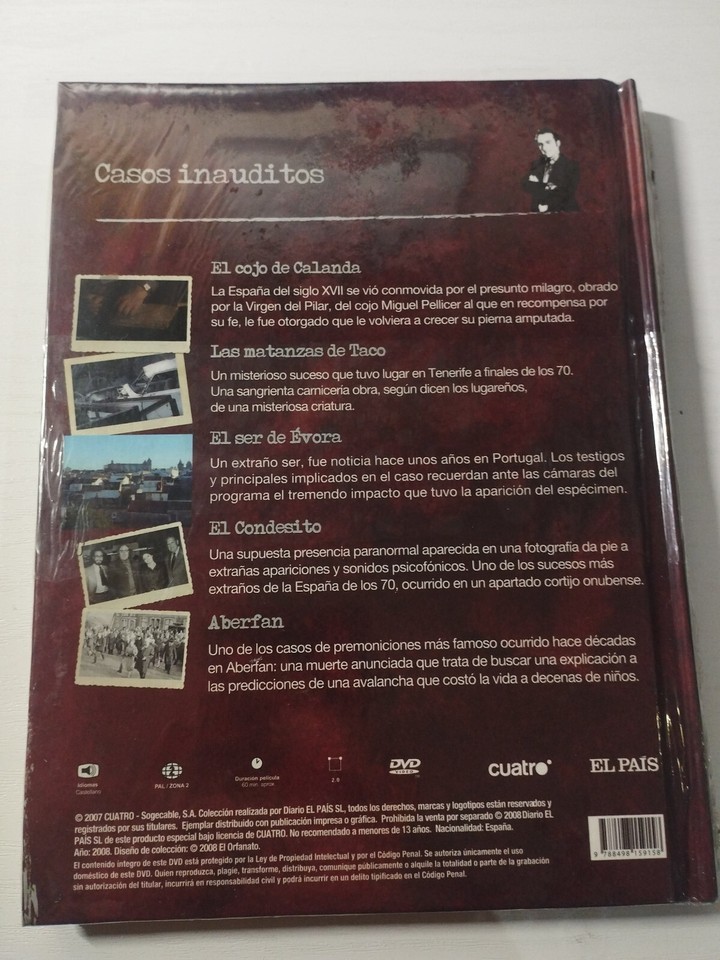 Casos inauditos
El cojo de Calanda
La España del siglo XVII se vió conmovida por el presunto milagro, obrado
por la Virgen del Pilar, del cojo Miguel Pellicer al que en recompensa por
su fe, le fue otorgado que le volviera a crecer su pierna amputada.
Las matanzas de Taco
Un misterioso suceso que tuvo lugar en Tenerife a finales de los 70.
Una sangrienta carnicería obra, según dicen los lugareños,
de una misteriosa criatura.
El ser de Évora
Un extraño ser, fue noticia hace unos años en Portugal. Los testigos
y principales implicados en el caso recuerdan ante las cámaras del
programa el tremendo impacto que tuvo la aparición del espécimen.
El Condesito
Una supuesta presencia paranormal aparecida en una fotografía da pie a
extrañas apariciones y sonidos psicofónicos. Uno de los sucesos más
extraños de la España de los 70, ocurrido en un apartado cortijo onubense.
Aberfan
Uno de los casos de premoniciones más famoso ocurrido hace décadas
en Aberfan: una muerte anunciada que trata de buscar una explicación a
las predicciones de una avalancha que costó la vida a decenas de niños.
Idiomas
Castellano
PAL / ZONA 2
Duración película
60 min. aprox
2.9
DVD
VIDEO
cuatro
EL PAÍS
© 2007 CUATRO - Sogecable, S.A. Colección realizada por Diario EL PAÍS SL, todos los derechos, marcas y logotipos están reservados y
registrados por sus titulares. Ejemplar distribuido con publicación impresa o gráfica. Prohibida la venta por separado © 2008 Diario EL
PAÍS SL de este producto especial bajo licencia de CUATRO. No recomendado a menores de 13 años. Nacionalidad: España.
Año: 2008. Diseño de colección: © 2008 El Orfanato.
El contenido íntegro de este DVD está protegido por la Ley de Propiedad Intelectual y por el Código Penal. Se autoriza únicamente el uso
doméstico de este DVD. Quien reproduzca, plagie, transforme, distribuya, comunique públicamente o alquile la totalidad o parte de la grabación
sin autorización del titular, incurrirá en responsabilidad civil y podrá incurrir en un delito tipificado en el Código Penal.
9 788498 159158